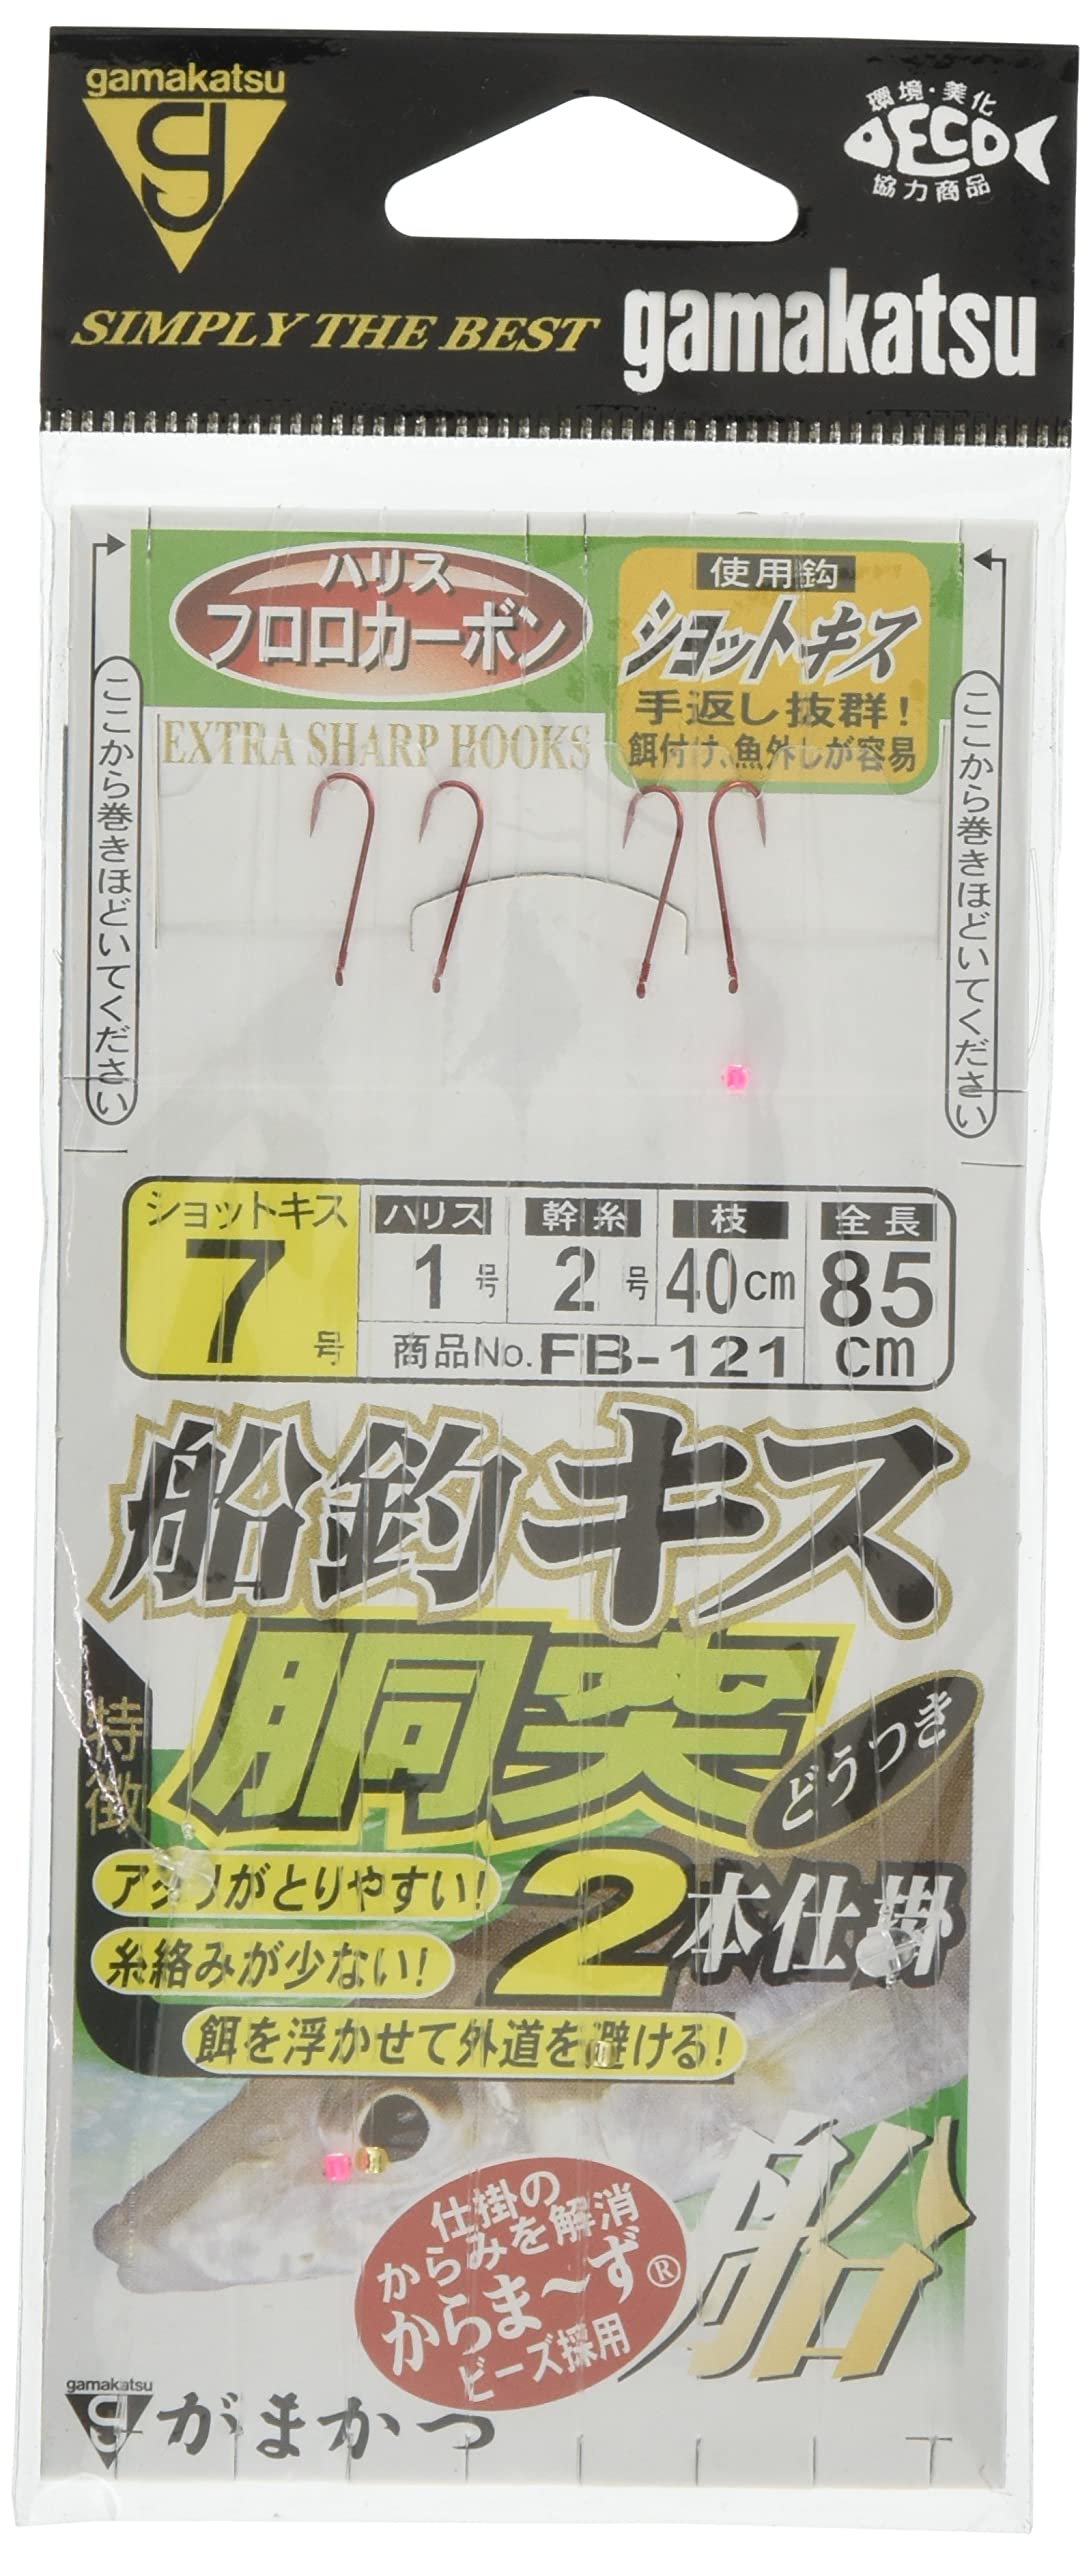 gamakatsu
環境・美化
ECO
協力商品
SIMPLY THE BEST
gamakatsu
ハリス
フロロカーボン
使用鈎
ショットキス
手返し抜群!
餌付け、魚外しが容易
EXTRA SHARP HOOKS
ここから巻きほどいてください
ここから巻きほどいてください
ショットキス
7号
ハリス
1号
幹糸
2号
枝
40cm
全長
85cm
商品No.FB-121
船釣キス
胴突
どうつき
2本仕掛
特徴
アタリがとりやすい!
糸絡みが少ない!
餌を浮かせて外道を避ける!
船
仕掛の
からみを解消
からま〜ず®
ビーズ採用
gamakatsu
がまかつ